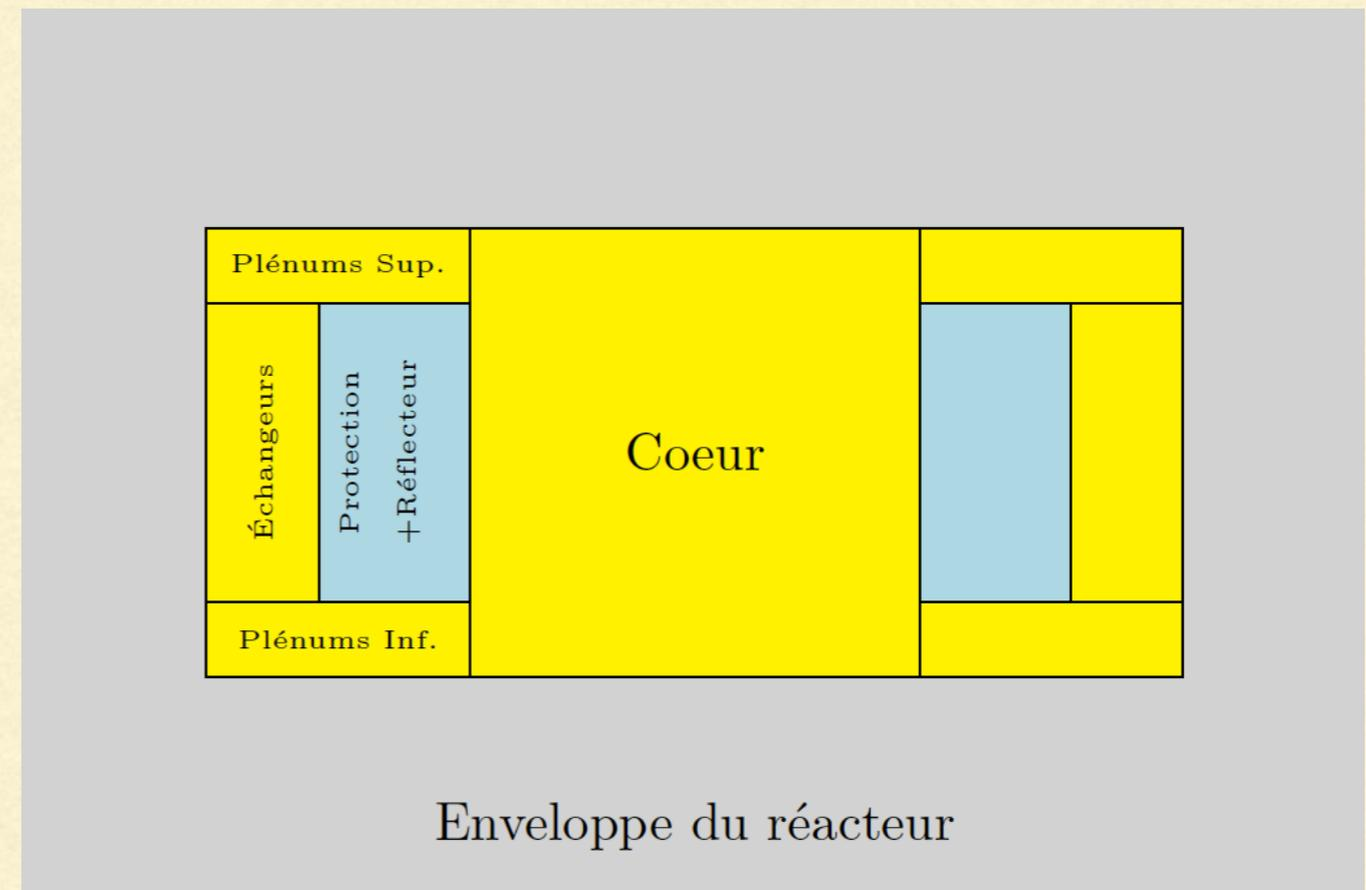 Plénums Sup.
Échangeurs
Protection
+Réflecteur
Coeur
Plénums Inf.
Enveloppe du réacteur